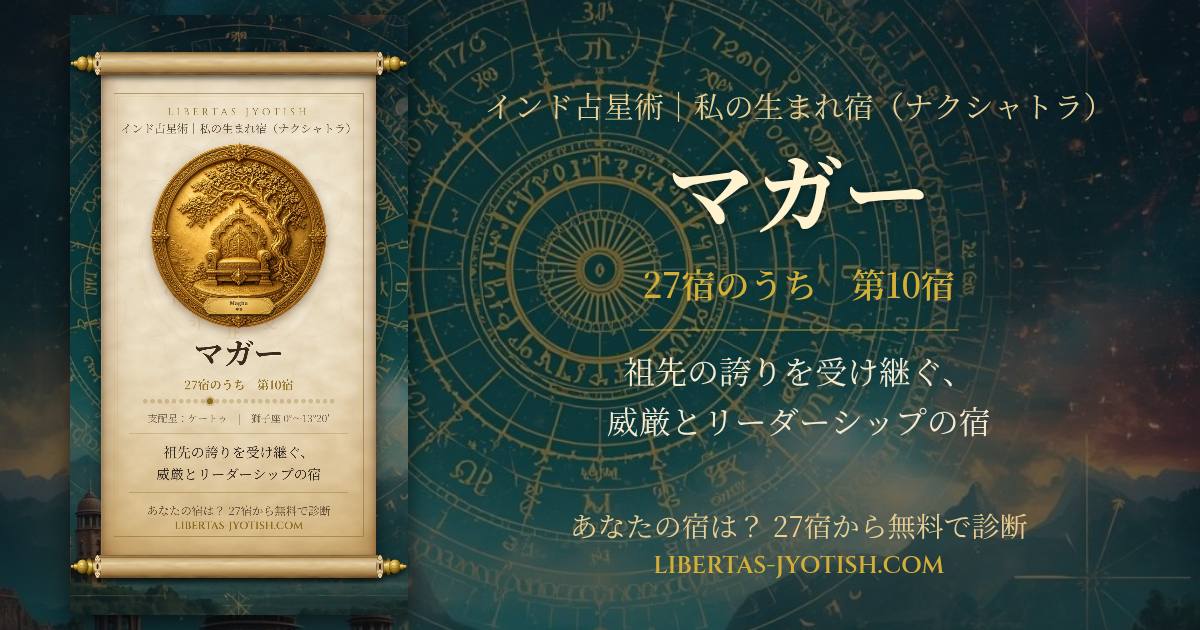 LIBERTAS JYOTISH
インド占星術｜私の生まれ宿（ナクシャトラ）
Magha
マガー
27宿のうち　第10宿
支配星：ケートゥ ｜ 獅子座 0°〜13°20'
祖先の誇りを受け継ぐ、
威厳とリーダーシップの宿
あなたの宿は？ 27宿から無料で診断
LIBERTAS-JYOTISH.COM
インド占星術｜私の生まれ宿（ナクシャトラ）
マガー
27宿のうち　第10宿
祖先の誇りを受け継ぐ、
威厳とリーダーシップの宿
あなたの宿は？ 27宿から無料で診断
LIBERTAS-JYOTISH.COM